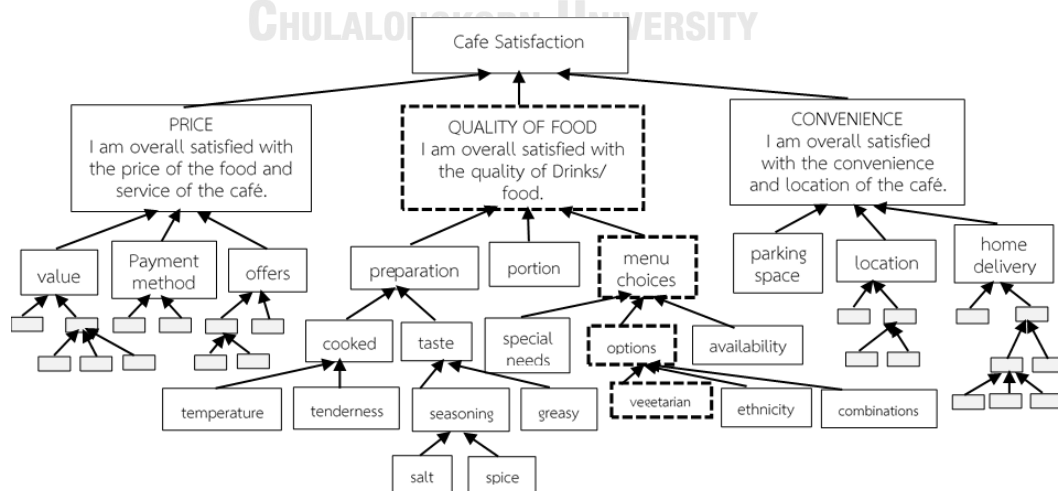 CHULALONGKORN UNIVERSITY
Cafe Satisfaction
PRICE
I am overall satisfied with
the price of the food and
service of the café.
QUALITY OF FOOD
I am overall satisfied with
the quality of Drinks/
food.
CONVENIENCE
I am overall satisfied
with the convenience
and location of the café.
value
Payment
method
offers
preparation
portion
menu
choices
parking
space
location
home
delivery
cooked
taste
special
needs
options
availability
temperature
tenderness
seasoning
greasy
vegetarian
ethnicity
combinations
salt
spice